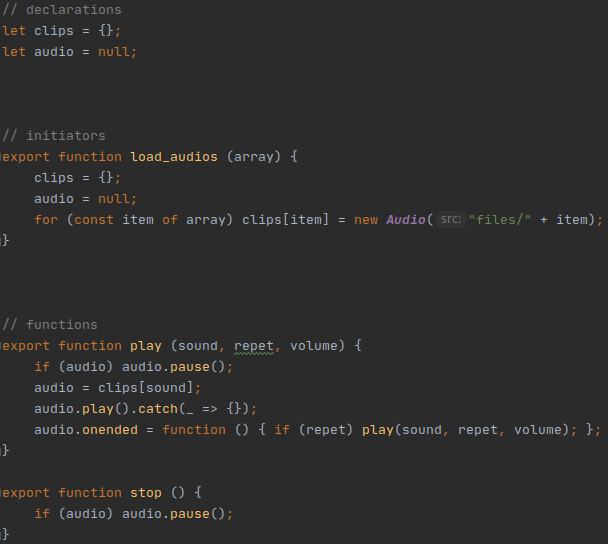 // declarations
let clips = {};
let audio = null;
// initiators
export function load_audios (array) {
    clips = {};
    audio = null;
    for (const item of array) clips[item] = new Audio( src: "files/" + item);
}
// functions
export function play (sound, repet, volume) {
    if (audio) audio.pause();
    audio = clips[sound];
    audio.play().catch(_ => {});
    audio.onended = function () { if (repet) play(sound, repet, volume); };
}
export function stop () {
    if (audio) audio.pause();
}